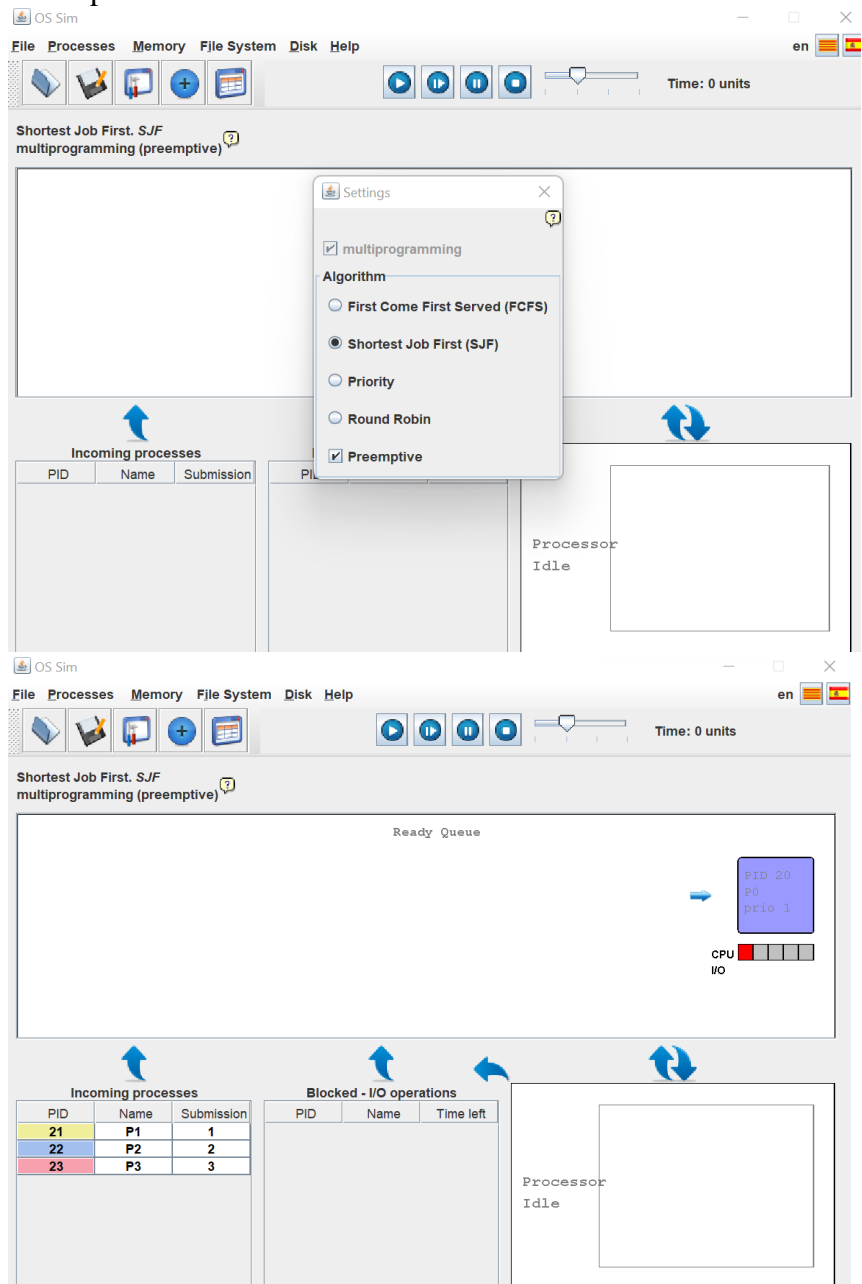 OS Sim
File Processes Memory File System Disk Help
en
Time: 0 units
Shortest Job First. SJF
multiprogramming (preemptive)
Settings
multiprogramming
Algorithm
First Come First Served (FCFS)
Shortest Job First (SJF)
Priority
Round Robin
Preemptive
Incoming processes
PID Name Submission
Processor
Idle
OS Sim
File Processes Memory File System Disk Help
en
Time: 0 units
Shortest Job First. SJF
multiprogramming (preemptive)
Ready Queue
PID 20
P0
prio 1
CPU
I/O
Incoming processes
PID Name Submission
21 P1 1
22 P2 2
23 P3 3
Blocked - I/O operations
PID Name Time left
Processor
Idle